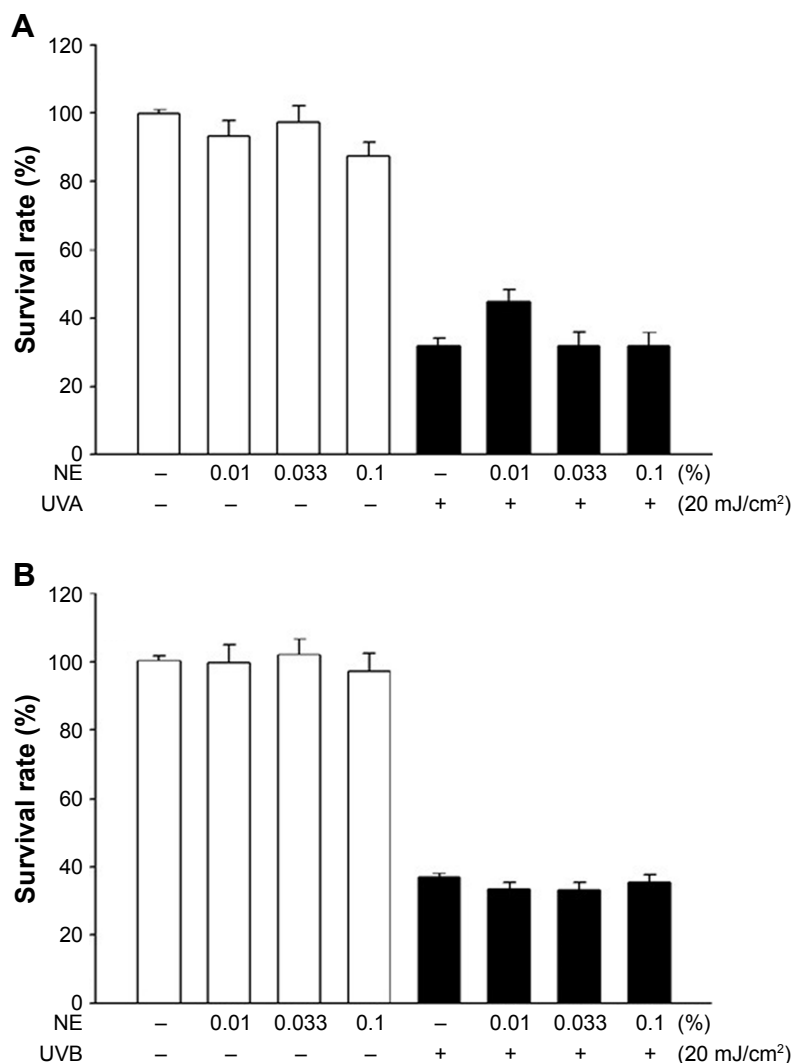 A
120
100
80
60
40
20
0
Survival rate (%)
NE – 0.01 0.033 0.1 – 0.01 0.033 0.1 (%)
UVA – – – – + + + + (20 mJ/cm²)
B
120
100
80
60
40
20
0
Survival rate (%)
NE – 0.01 0.033 0.1 – 0.01 0.033 0.1 (%)
UVB – – – – + + + + (20 mJ/cm²)